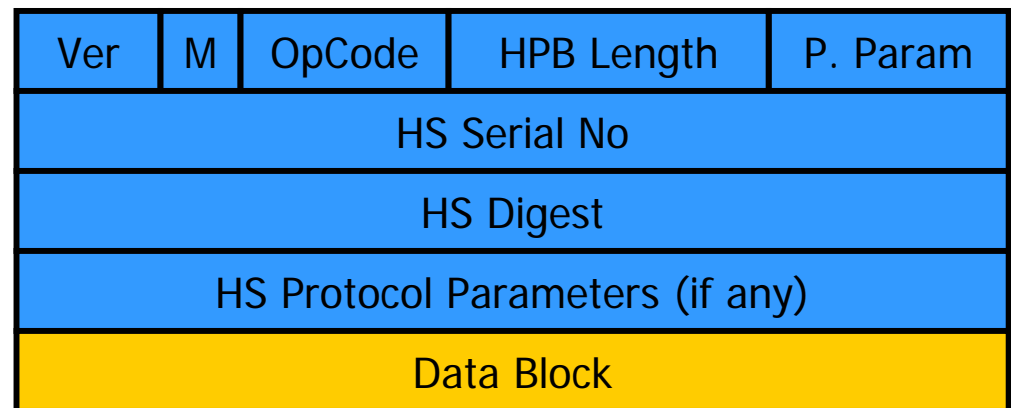 Ver M OpCode HPB Length P. Param
HS Serial No
HS Digest
HS Protocol Parameters (if any)
Data Block